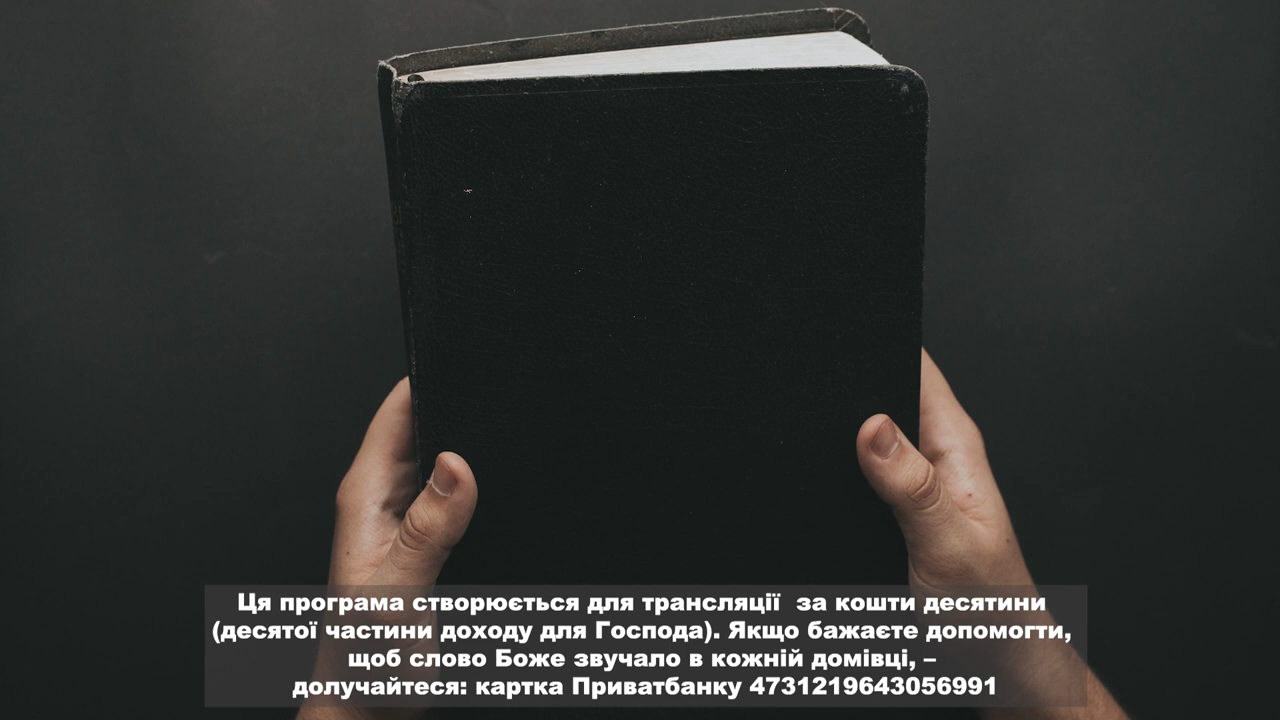 Ця програма створюється для трансляції  за кошти десятини
(десятої частини доходу для Господа). Якщо бажаєте допомогти,
щоб слово Боже звучало в кожній домівці, –
долучайтеся: картка Приватбанку 4731219643056991